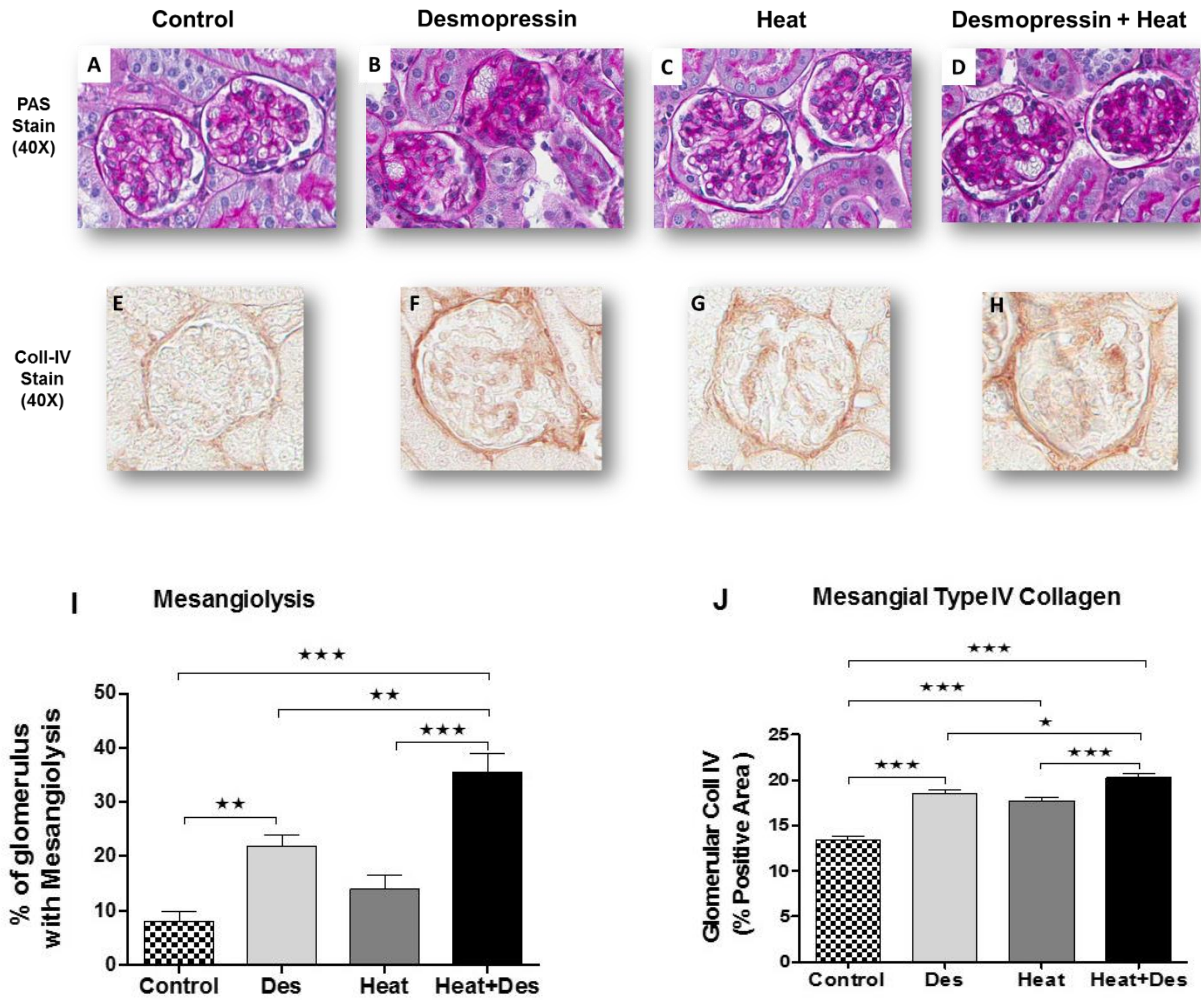 Control Desmopressin Heat Desmopressin + Heat
PAS
Stain
(40X)
A B C D
Coll-IV
Stain
(40X)
E F G H
I Mesangiolysis
★★★
★★
★★★
★★
% of glomerulus
with Mesangiolysis
50
40
30
20
10
0
Control Des Heat Heat+Des
J Mesangial Type IV Collagen
★★★
★★★
★
★★★
★★★
Glomerular Coll IV
(% Positive Area)
25
20
15
10
5
0
Control Des Heat Heat+Des